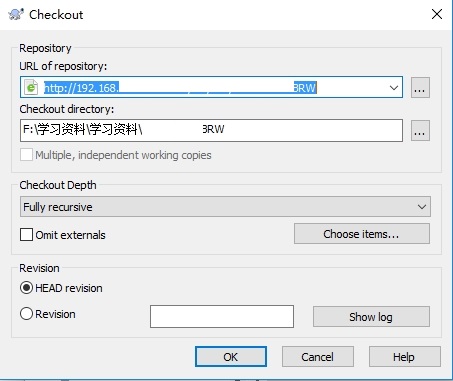 Checkout
Repository
URL of repository:
http://192.168. 3RW
...
Checkout directory:
F:\学习资料\学习资料\ 3RW
...
Multiple, independent working copies
Checkout Depth
Fully recursive
Omit externals
Choose items...
Revision
HEAD revision
Revision
Show log
OK
Cancel
Help